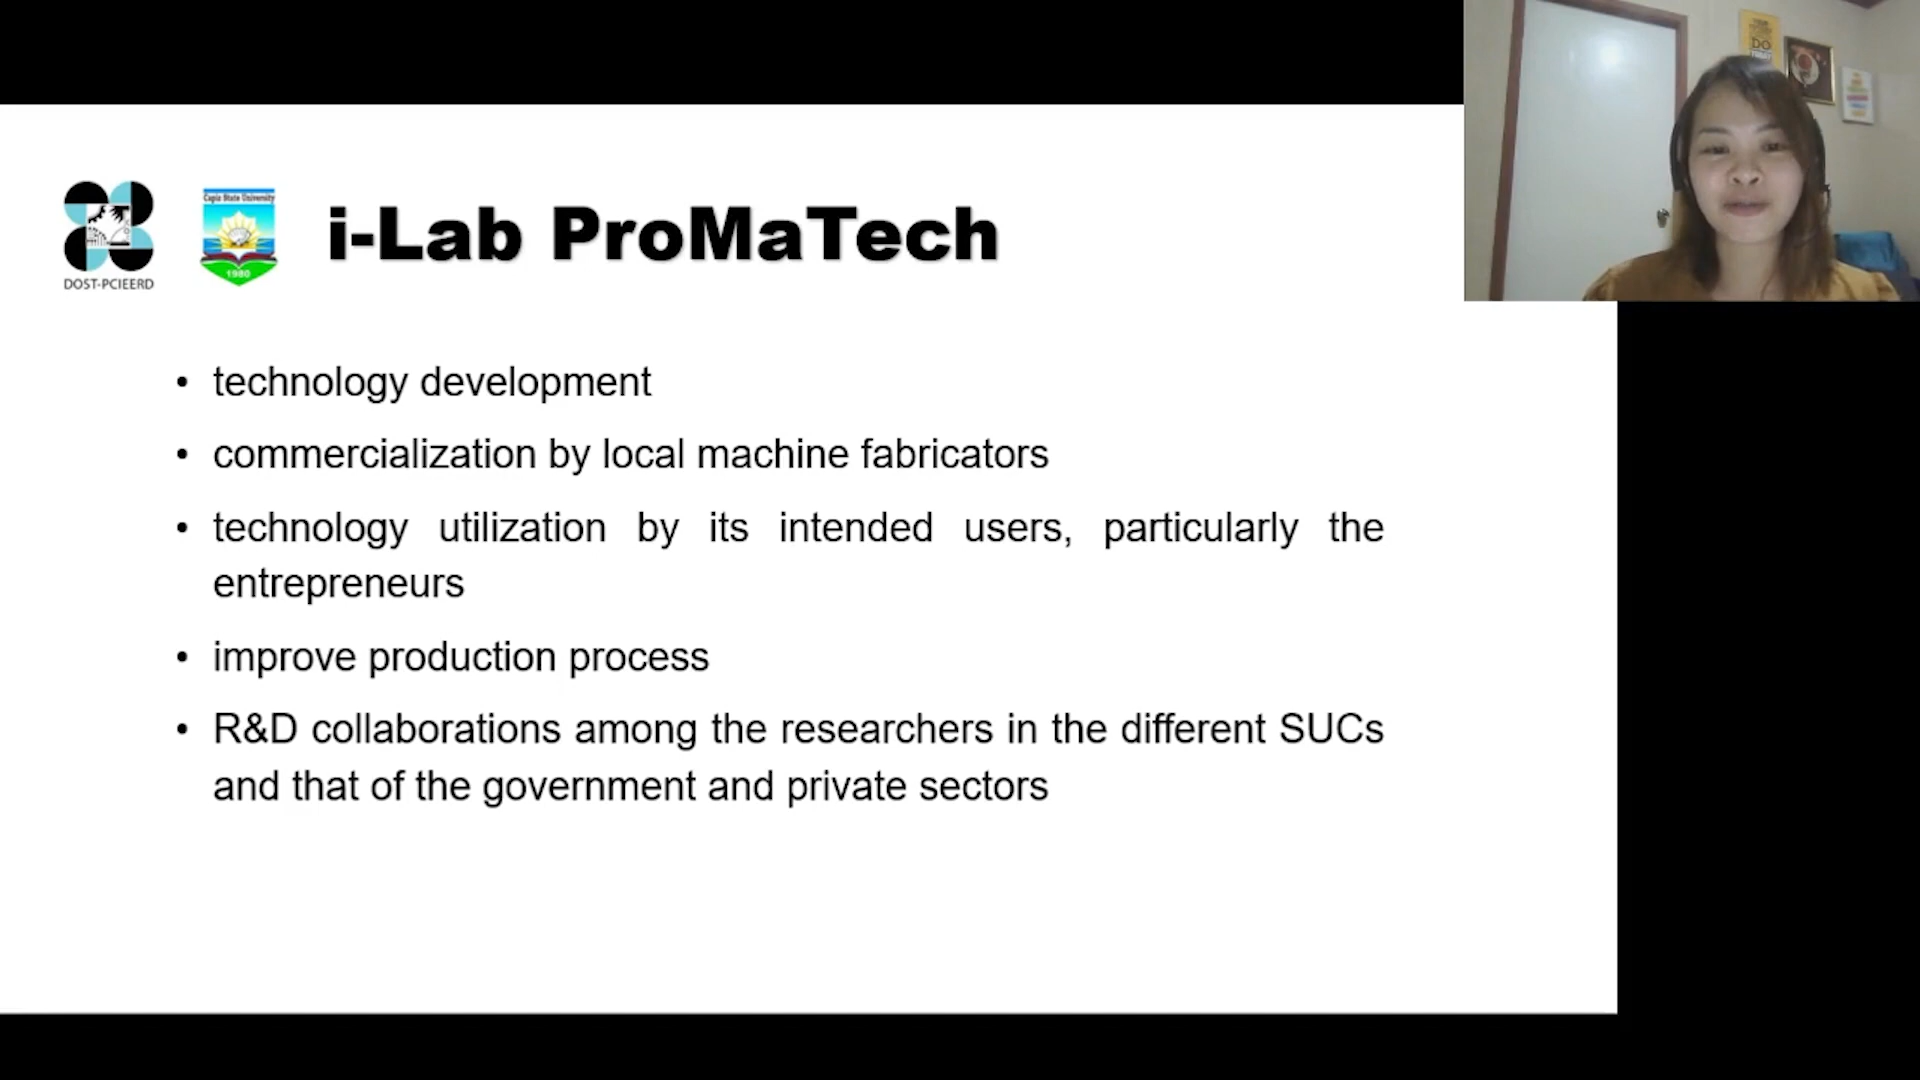 i-Lab ProMaTech
DOST-PCIEERD
Capiz State University
1980
• technology development
• commercialization by local machine fabricators
• technology utilization by its intended users, particularly the
entrepreneurs
• improve production process
• R&D collaborations among the researchers in the different SUCs
and that of the government and private sectors
DO